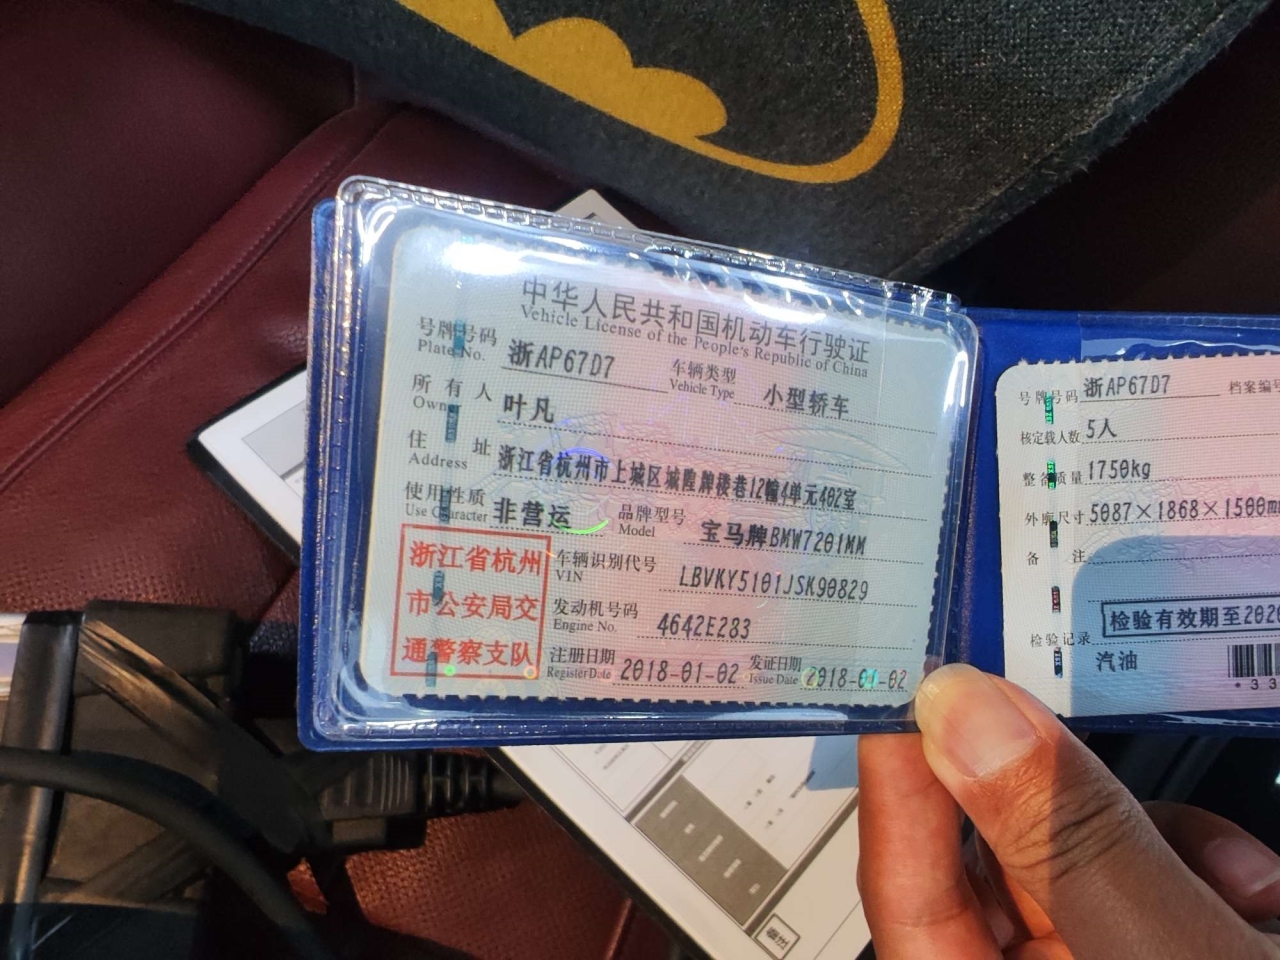 中华人民共和国机动车行驶证
Vehicle License of the People's Republic of China
号牌号码 浙AP67D7 车辆类型 小型轿车
Plate No. Vehicle Type
所有人 叶凡
Owner
住址 浙江省杭州市上城区城隍牌楼巷12幢4单元402室
Address
使用性质 非营运 品牌型号 宝马牌BMW7201MM
Use Character Model
浙江省杭州
市公安局交
通警察支队
车辆识别代号 LBVKY5101JSK90829
VIN
发动机号码 4642E283
Engine No.
注册日期 2018-01-02 发证日期 2018-01-02
Register Date Issue Date
号牌号码 浙AP67D7 档案编号
核定载人数 5人
整备质量 1750kg
外廓尺寸 5087×1868×1500mm
备注
检验有效期至2020
检验记录
汽油
*33
备注